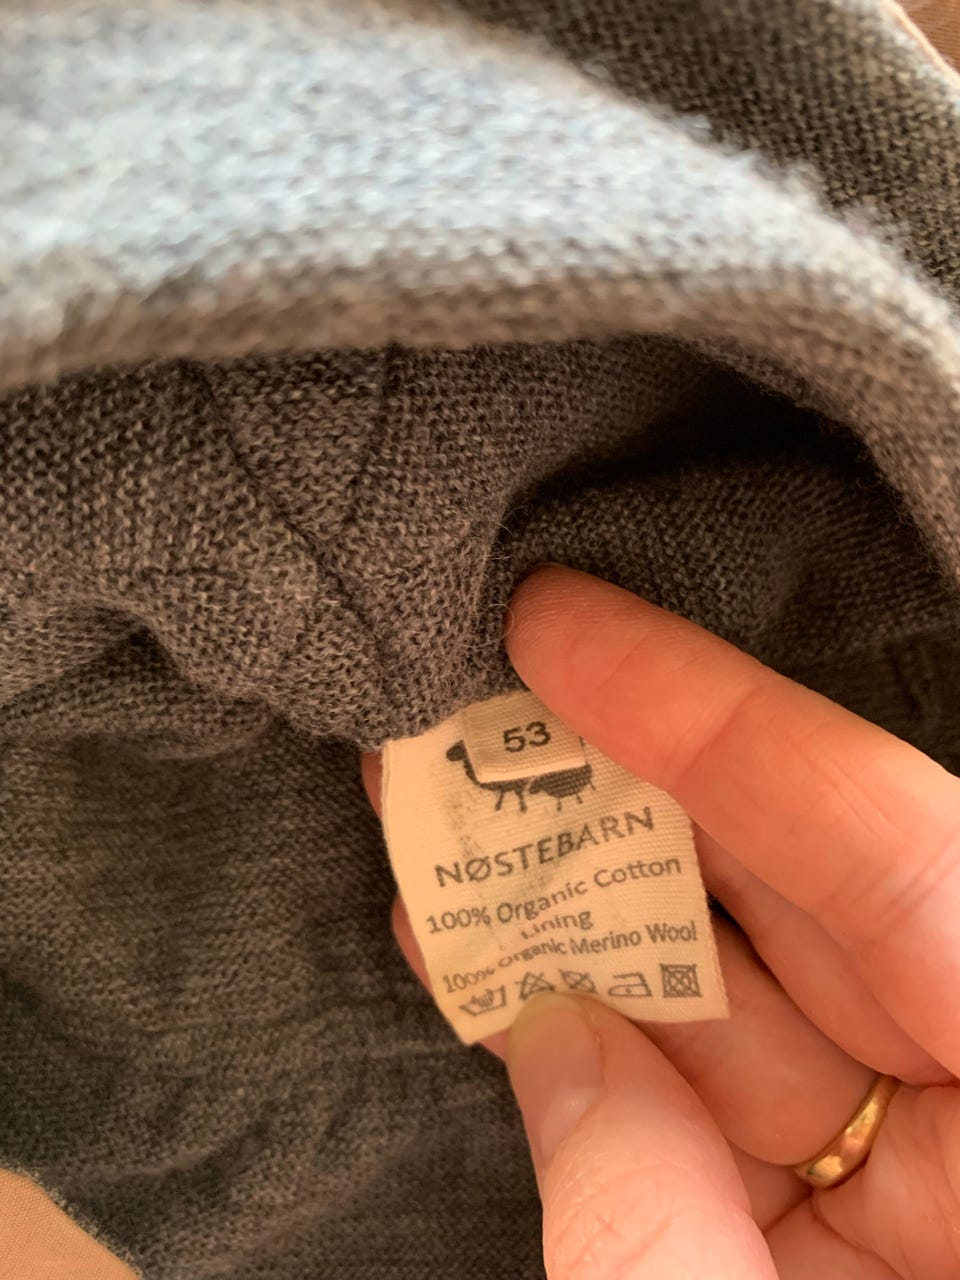 53
NØSTEBARN
100% Organic Cotton
Lining
100% Organic Merino Wool